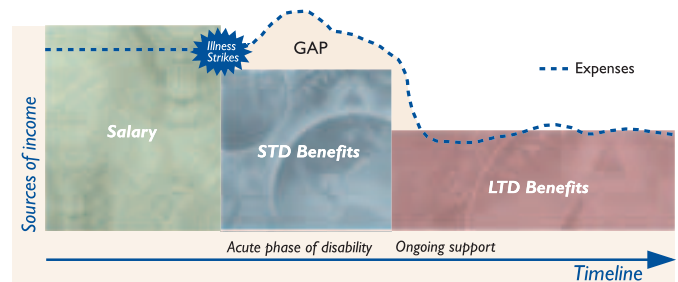 Illness
Strikes
GAP
Expenses
Sources of income
Salary
STD Benefits
LTD Benefits
Acute phase of disability
Ongoing support
Timeline